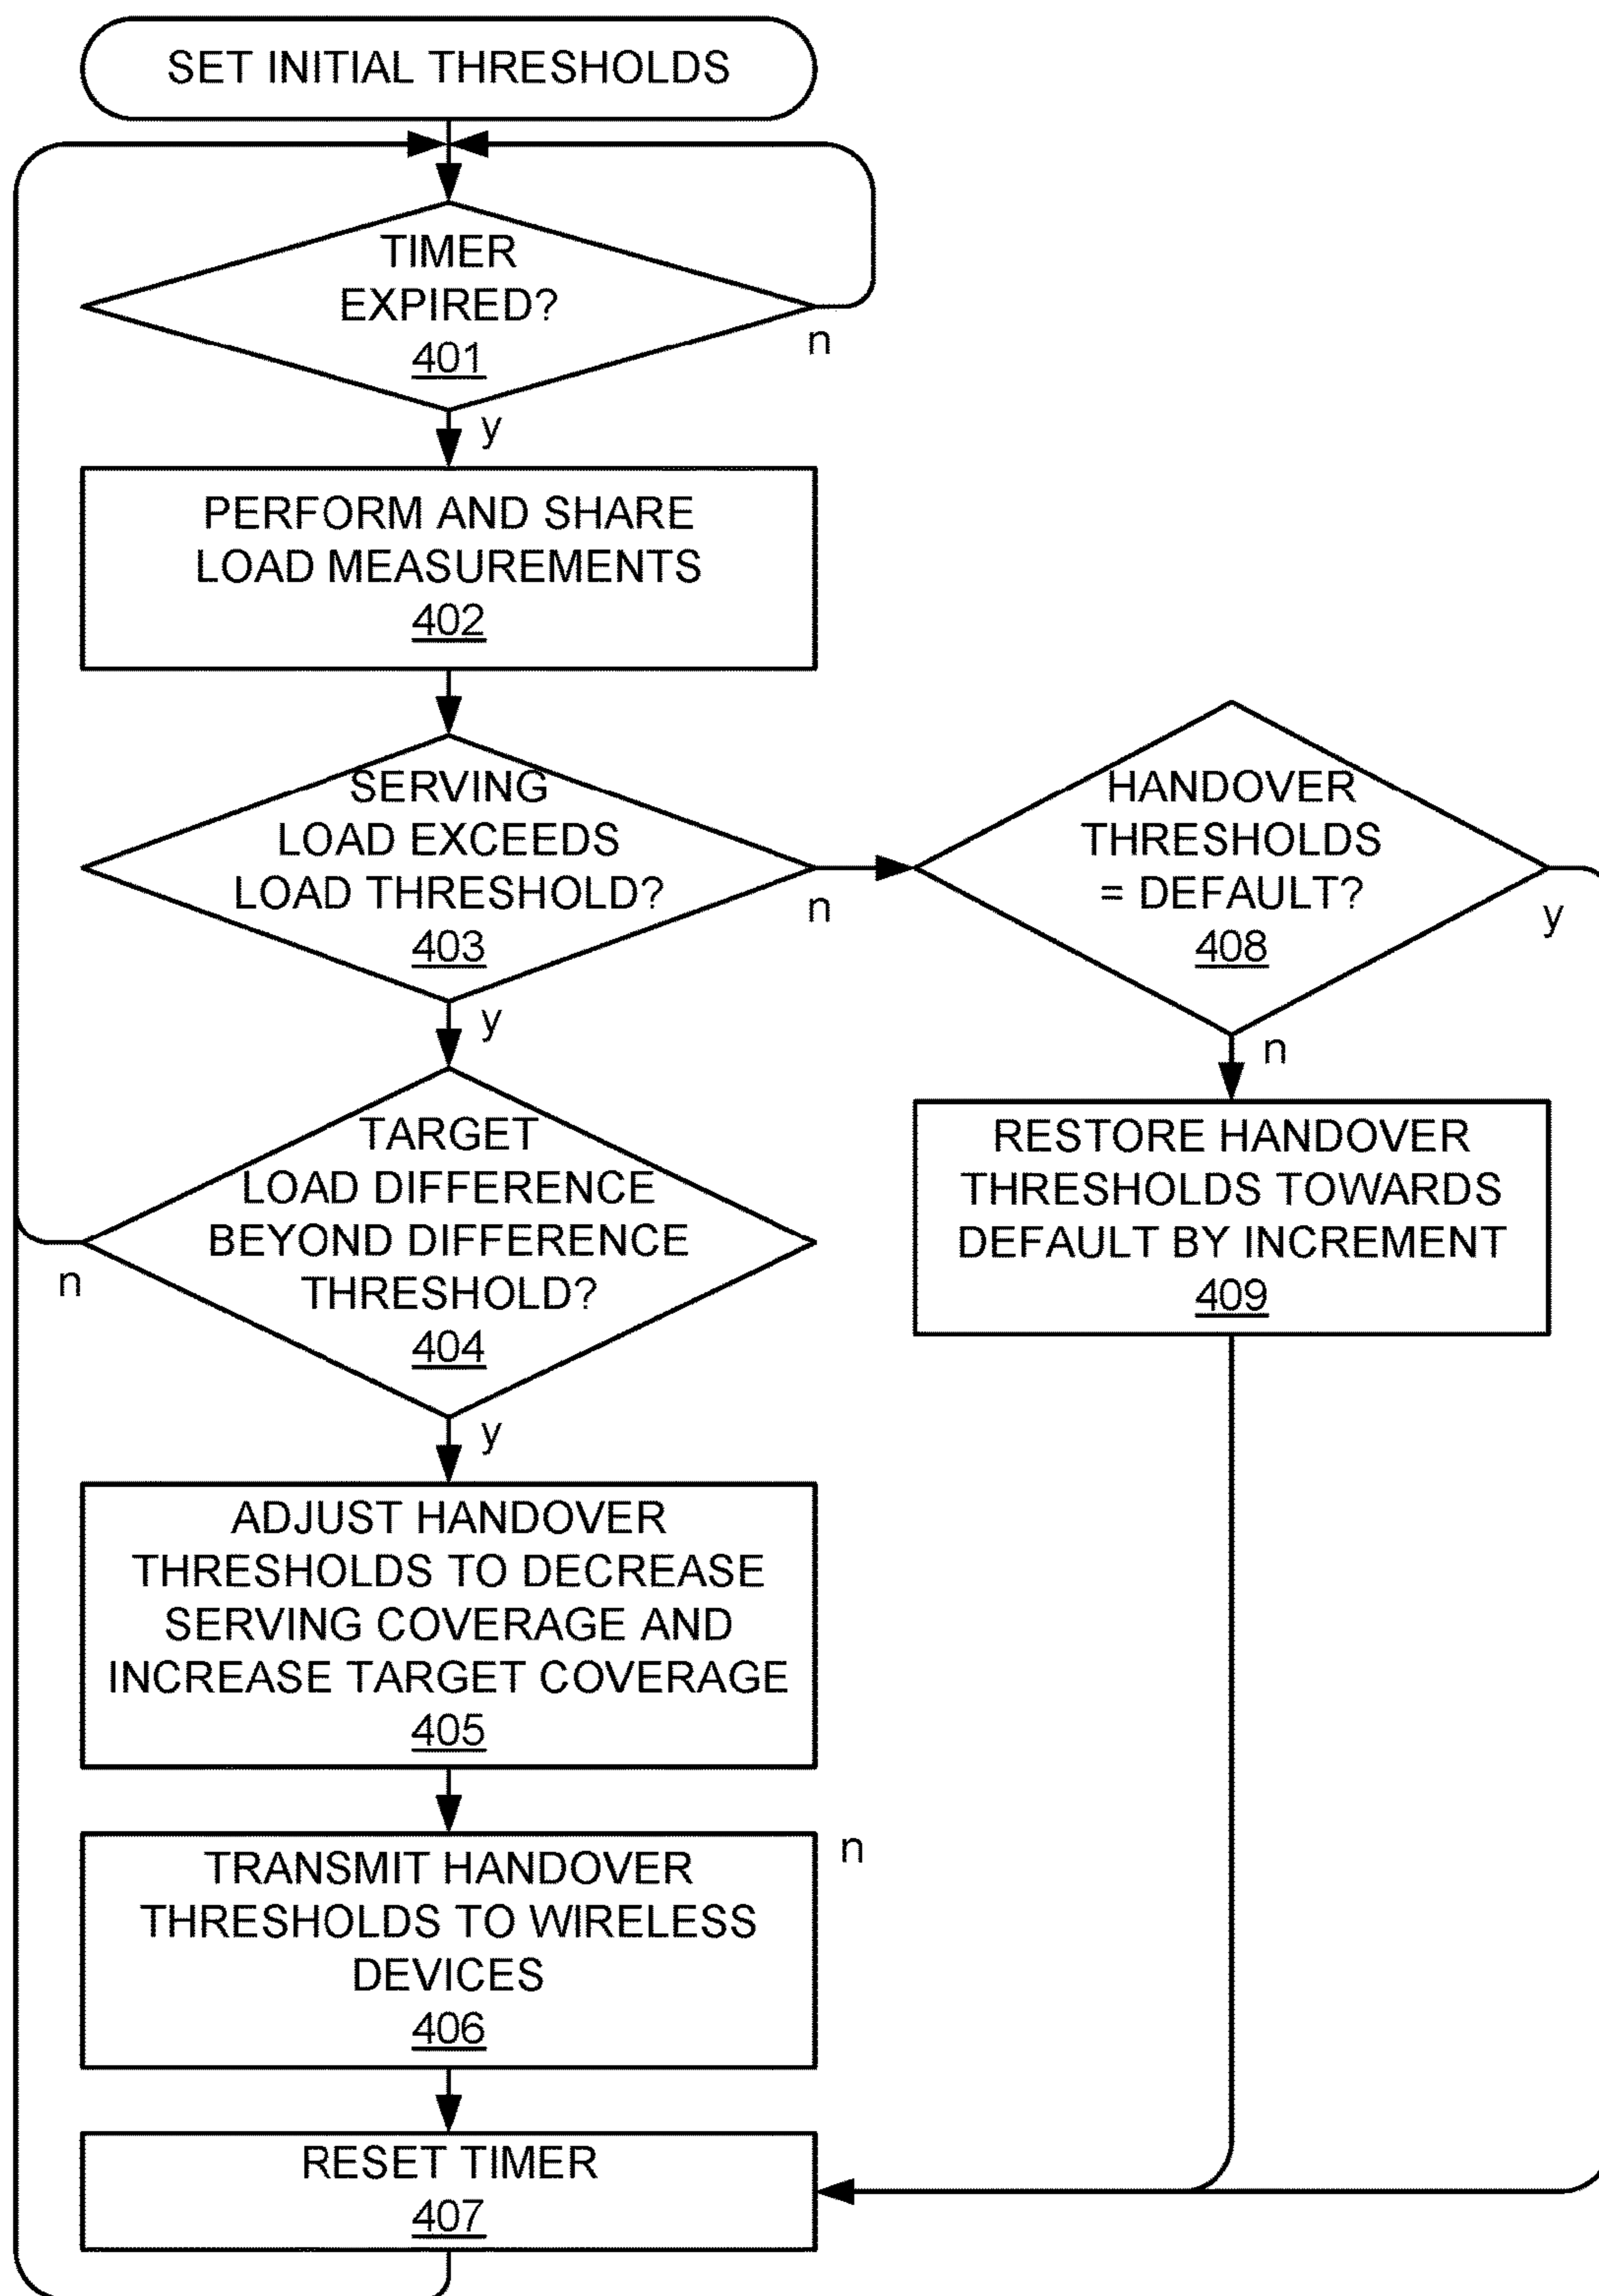 SET INITIAL THRESHOLDS
TIMER
EXPIRED?
401
n
y
PERFORM AND SHARE
LOAD MEASUREMENTS
402
SERVING
LOAD EXCEEDS
LOAD THRESHOLD?
403
n
y
HANDOVER
THRESHOLDS
= DEFAULT?
408
y
n
TARGET
LOAD DIFFERENCE
BEYOND DIFFERENCE
THRESHOLD?
404
n
y
RESTORE HANDOVER
THRESHOLDS TOWARDS
DEFAULT BY INCREMENT
409
ADJUST HANDOVER
THRESHOLDS TO DECREASE
SERVING COVERAGE AND
INCREASE TARGET COVERAGE
405
TRANSMIT HANDOVER
THRESHOLDS TO WIRELESS
DEVICES
406
n
RESET TIMER
407